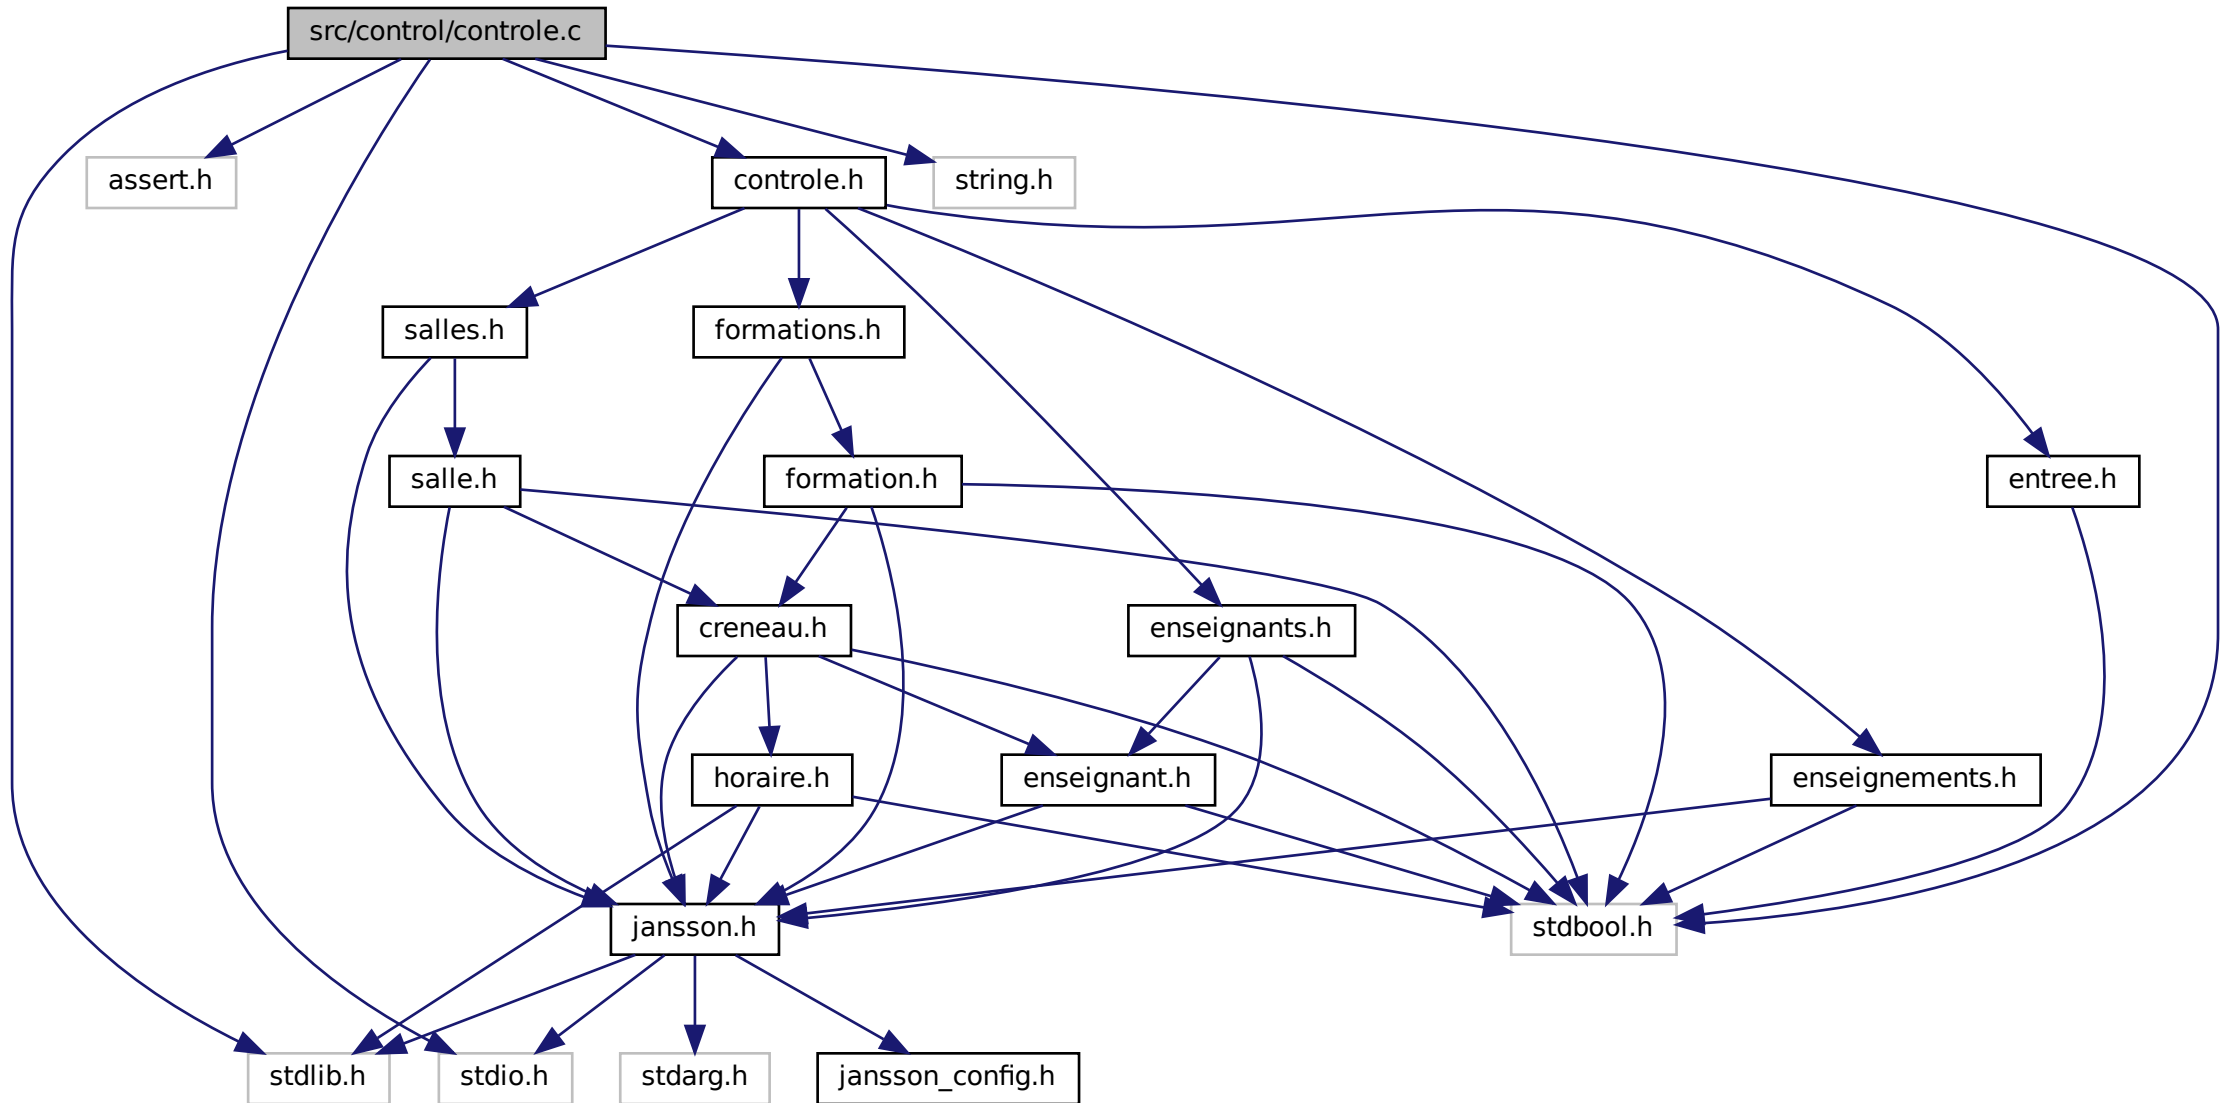 src/control/controle.c
assert.h
controle.h
string.h
salles.h
formations.h
salle.h
formation.h
entree.h
creneau.h
enseignants.h
horaire.h
enseignant.h
enseignements.h
jansson.h
stdbool.h
stdlib.h
stdio.h
stdarg.h
jansson_config.h